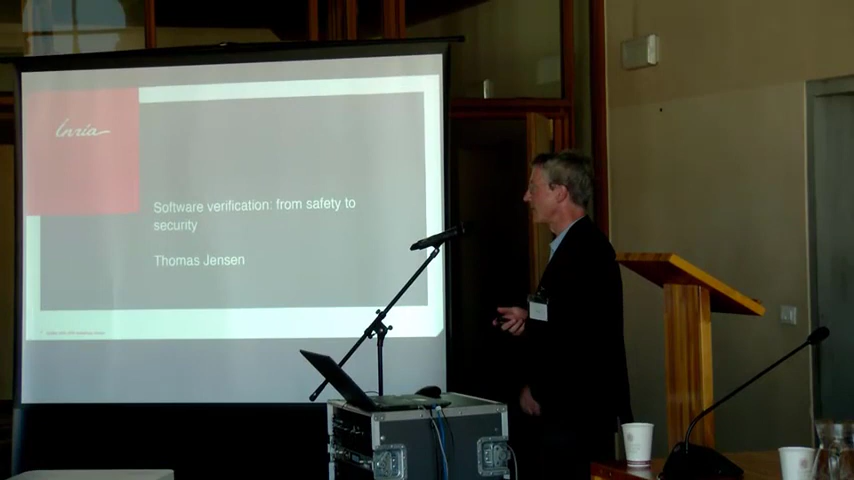 Inria
Software verification: from safety to
security
Thomas Jensen